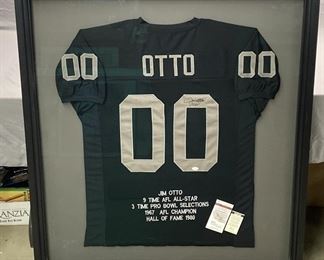 00 OTTO 00
00
JIM OTTO
9 TIME AFL ALL-STAR
3 TIME PRO BOWL SELECTIONS
1967 AFL CHAMPION
HALL OF FAME 1980
ANZIA